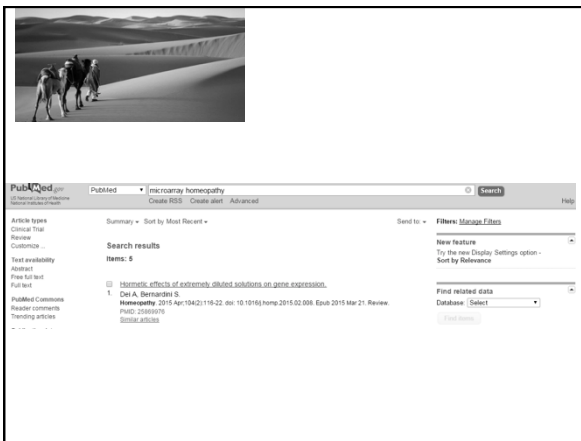 PubMed.gov
US National Library of Medicine
National Institutes of Health
PubMed
microarray homeopathy
Search
Create RSS Create alert Advanced
Help
Article types
Clinical Trial
Review
Customize ...
Text availability
Abstract
Free full text
Full text
PubMed Commons
Reader comments
Trending articles
Summary Sort by Most Recent
Send to:
Search results
Items: 5
Hormetic effects of extremely diluted solutions on gene expression.
1. Dei A, Bernardini S.
Homeopathy. 2015 Apr;104(2):116-22. doi: 10.1016/j.homp.2015.02.008. Epub 2015 Mar 21. Review.
PMID: 25869976
Similar articles
Filters: Manage Filters
New feature
Try the new Display Settings option -
Sort by Relevance
Find related data
Database: Select
Find items